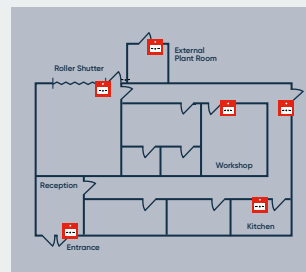 External
Plant Room
Roller Shutter
Workshop
Reception
Kitchen
Entrance